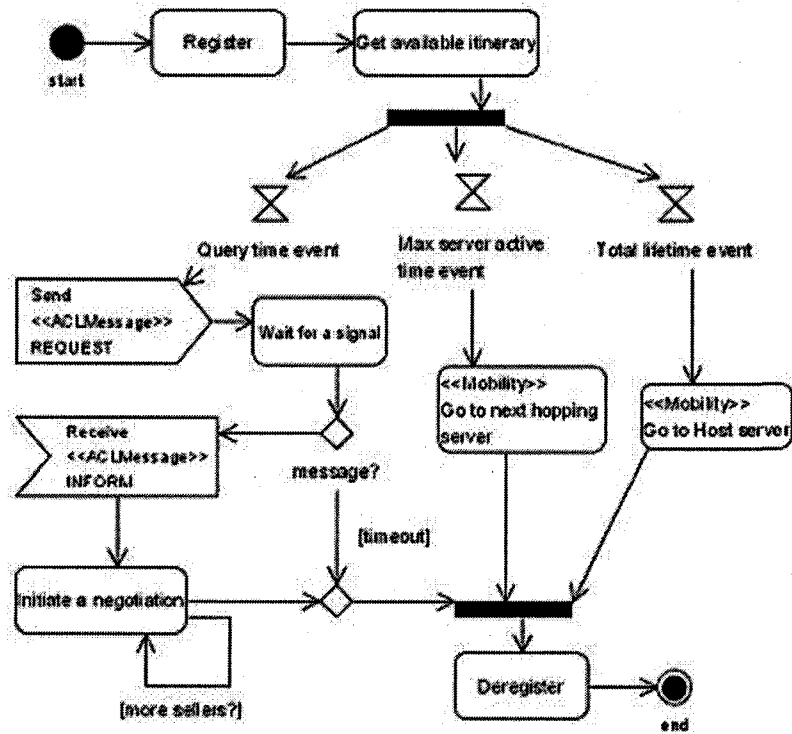 Register
Get available itinerary
start
Query time event
Max server active
time event
Total lifetime event
Send
<<ACLMessage>>
REQUEST
Wait for a signal
<<Mobility>>
Go to next hopping
server
<<Mobility>>
Go to Host server
Receive
<<ACLMessage>>
INFORM
message?
[timeout]
Initiate a negotiation
[more sellers?]
Deregister
end